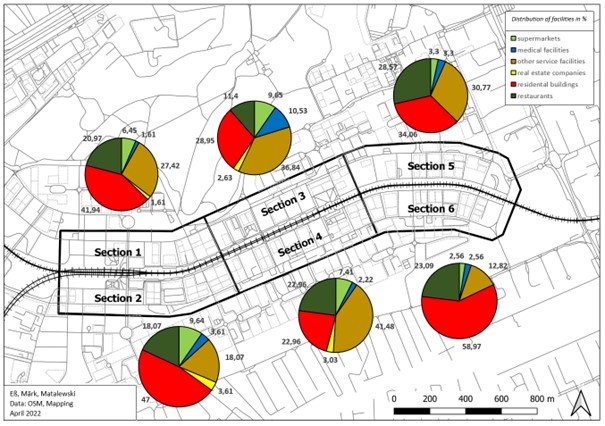 Distribution of facilities in %
supermarkets
medical facilities
other service facilities
real estate companies
residential buildings
restaurants
3,3
3,3
28,57
30,77
34,06
9,65
11,4
10,53
28,95
2,63
36,84
6,45
1,61
20,97
27,42
41,94
1,61
Section 5
Section 3
Section 6
Section 4
Section 1
Section 2
2,56
2,56
23,09
12,82
58,97
7,41
27,96
2,22
22,96
41,48
3,03
9,64
18,07
3,61
18,07
47
3,61
Eß, Märk, Matalewski
Data: OSM, Mapping
April 2022
0 200 400 600 800 m